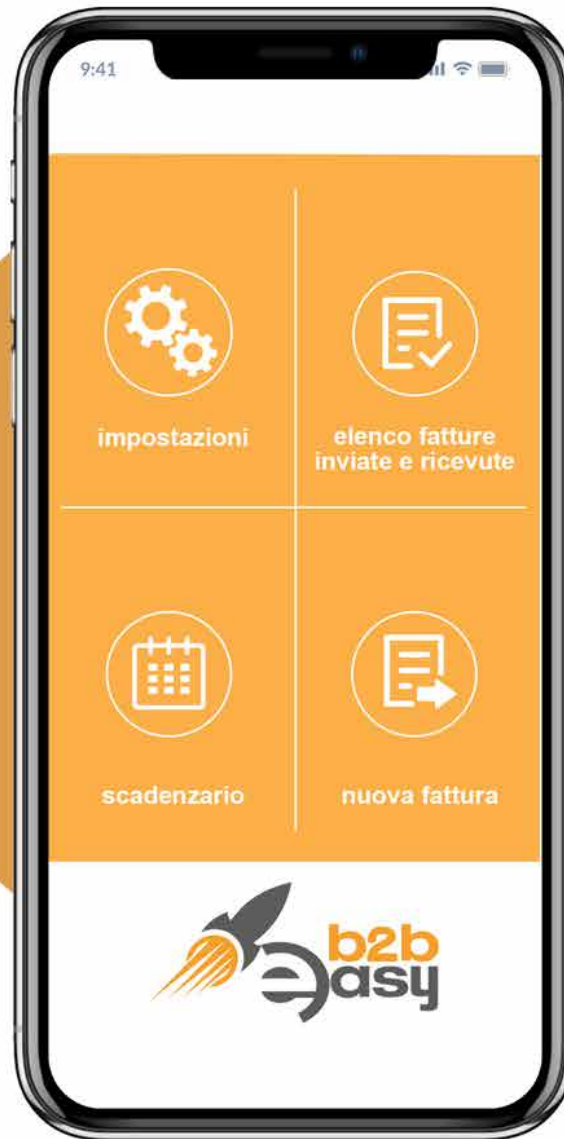 9:41
impostazioni
elenco fatture
inviate e ricevute
scadenzario
nuova fattura
b2b
easy